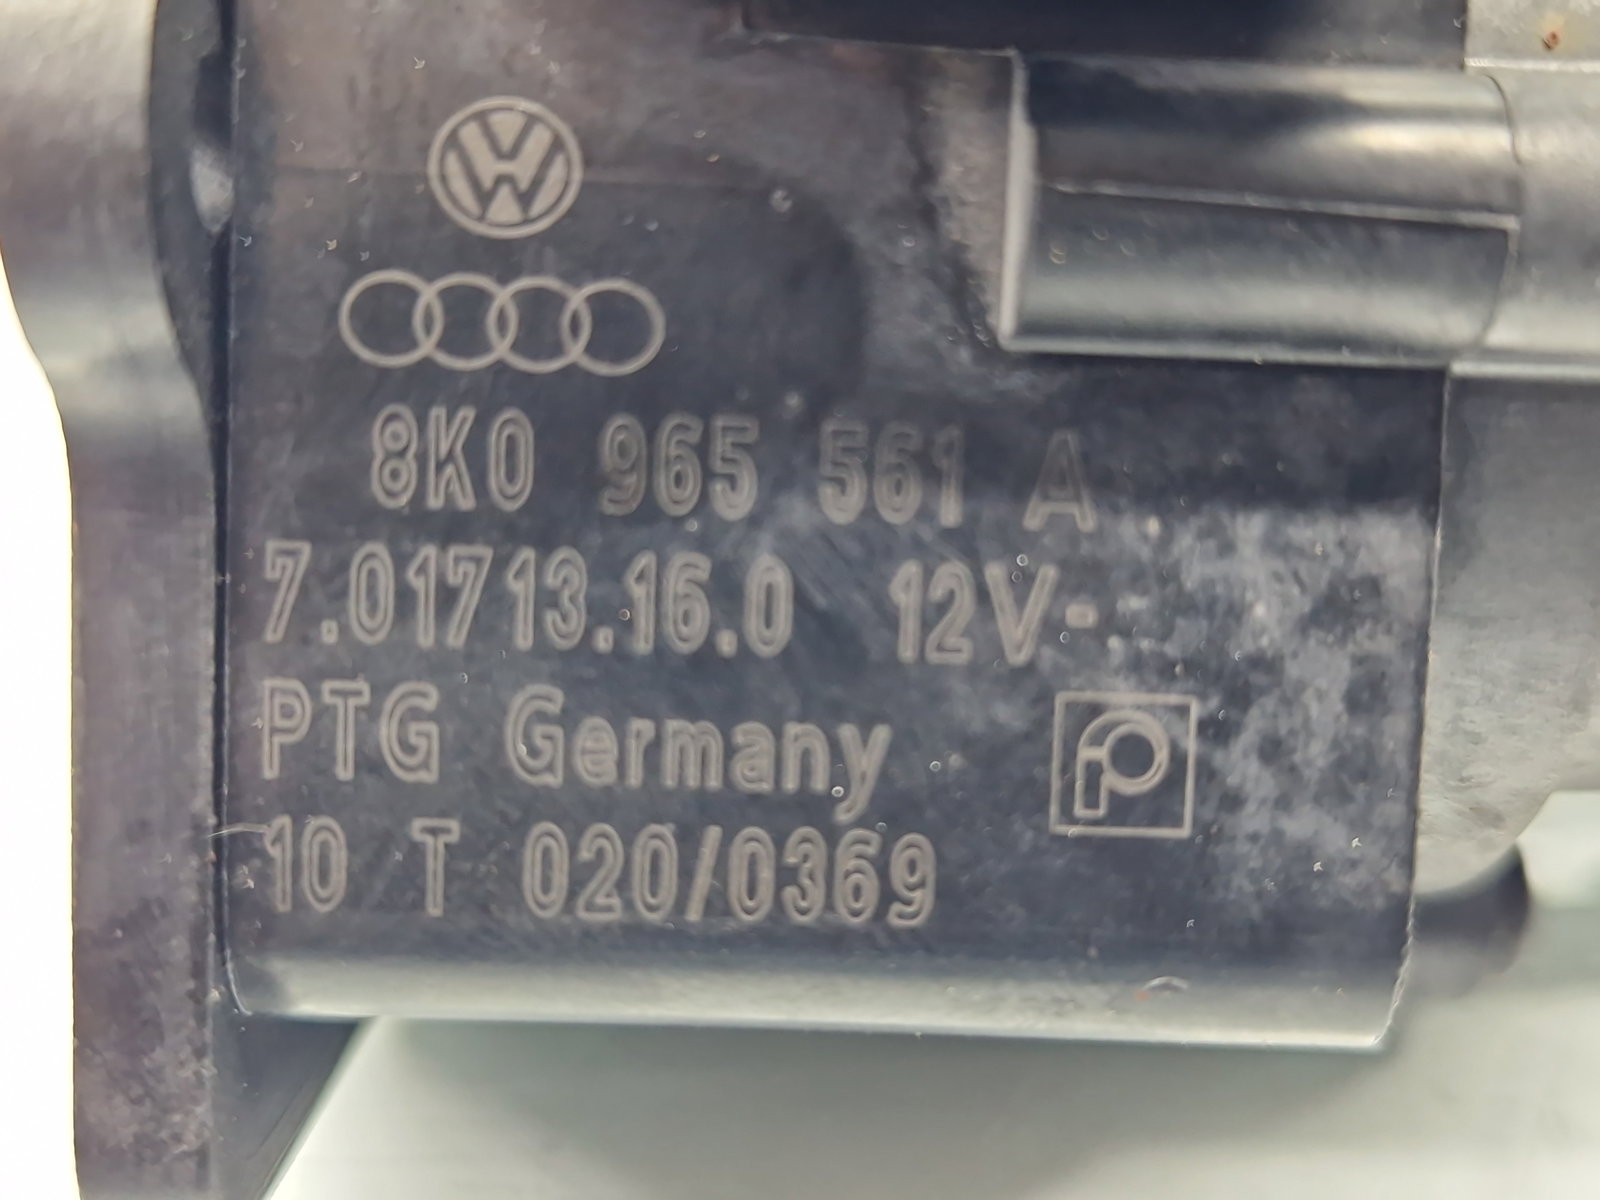 8K0 965 561 A
7.01713.16.0 12V-
PTG Germany
10 T 020/0369